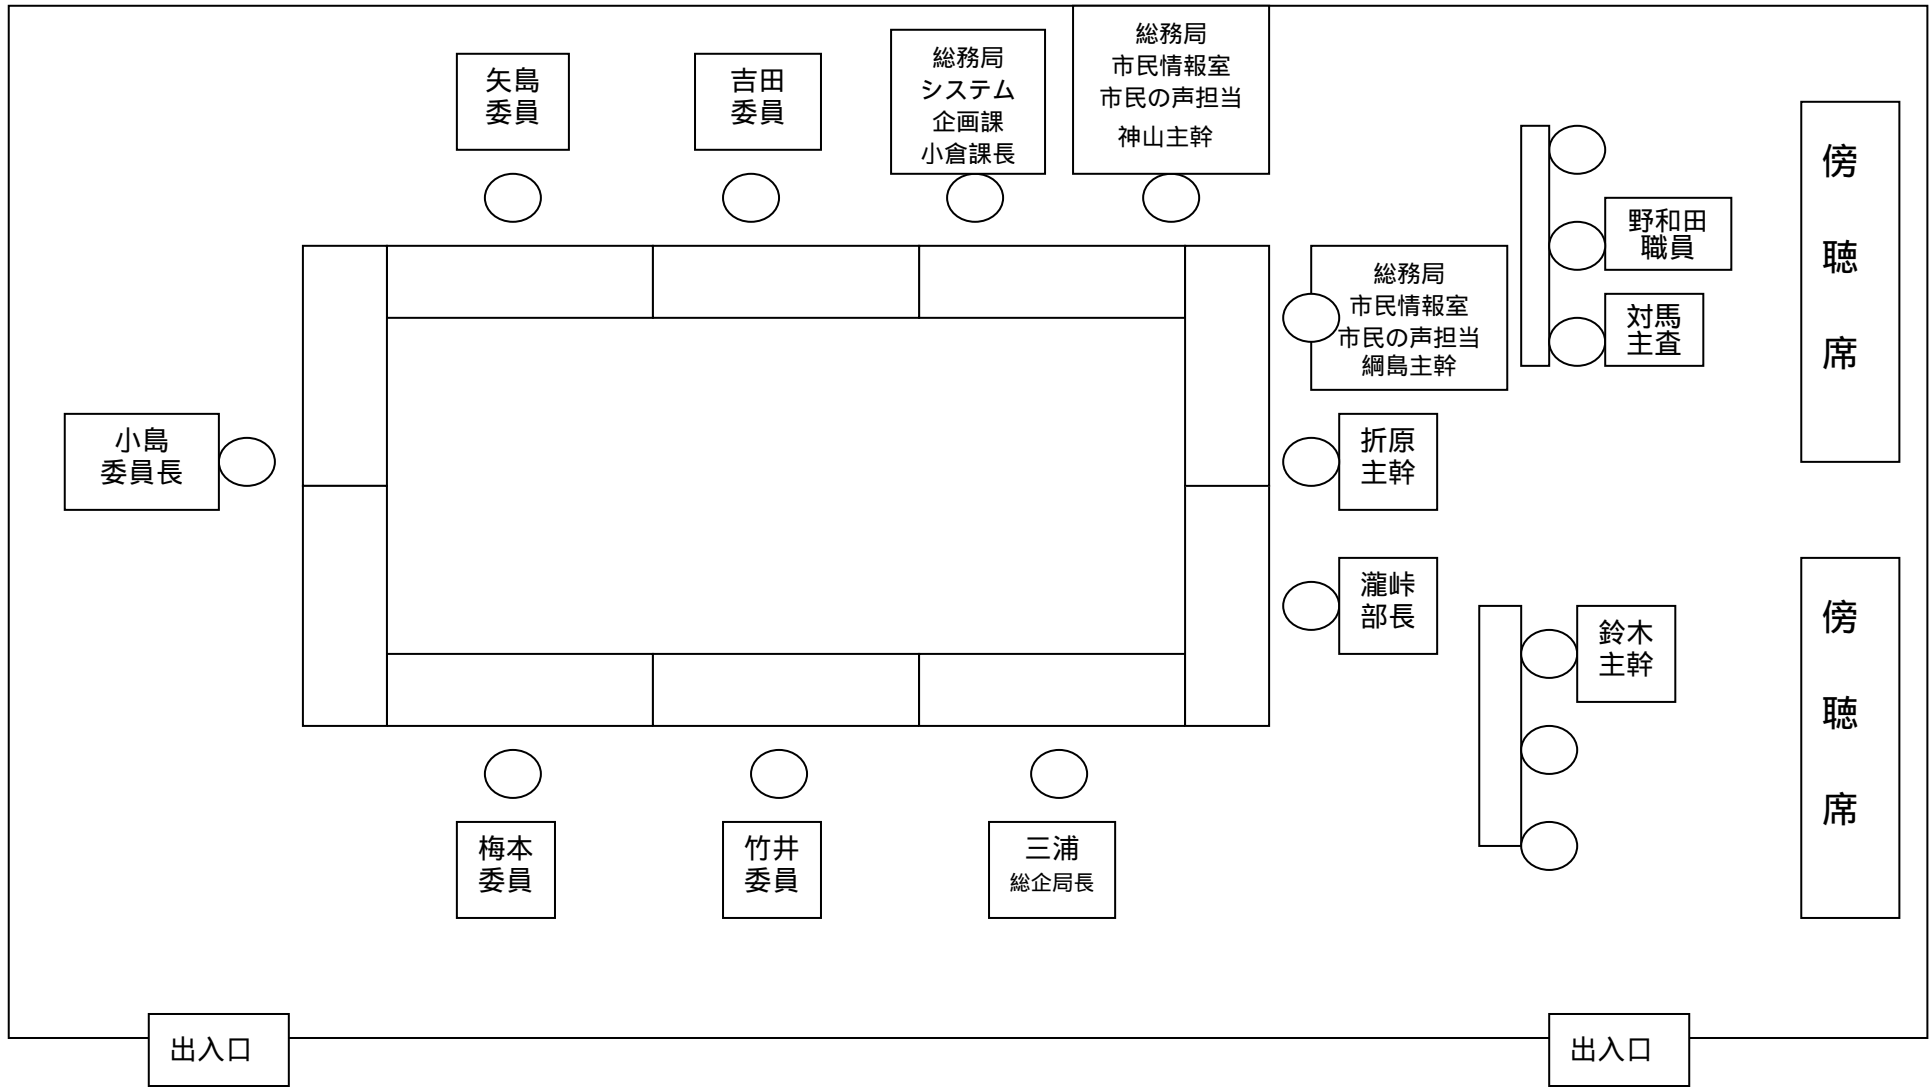 矢島
委員
吉田
委員
総務局
システム
企画課
小倉課長
総務局
市民情報室
市民の声担当
神山主幹
野和田
職員
対馬
主査
傍
聴
席
総務局
市民情報室
市民の声担当
綱島主幹
小島
委員長
折原
主幹
瀧峠
部長
鈴木
主幹
傍
聴
席
梅本
委員
竹井
委員
三浦
総企局長
出入口
出入口